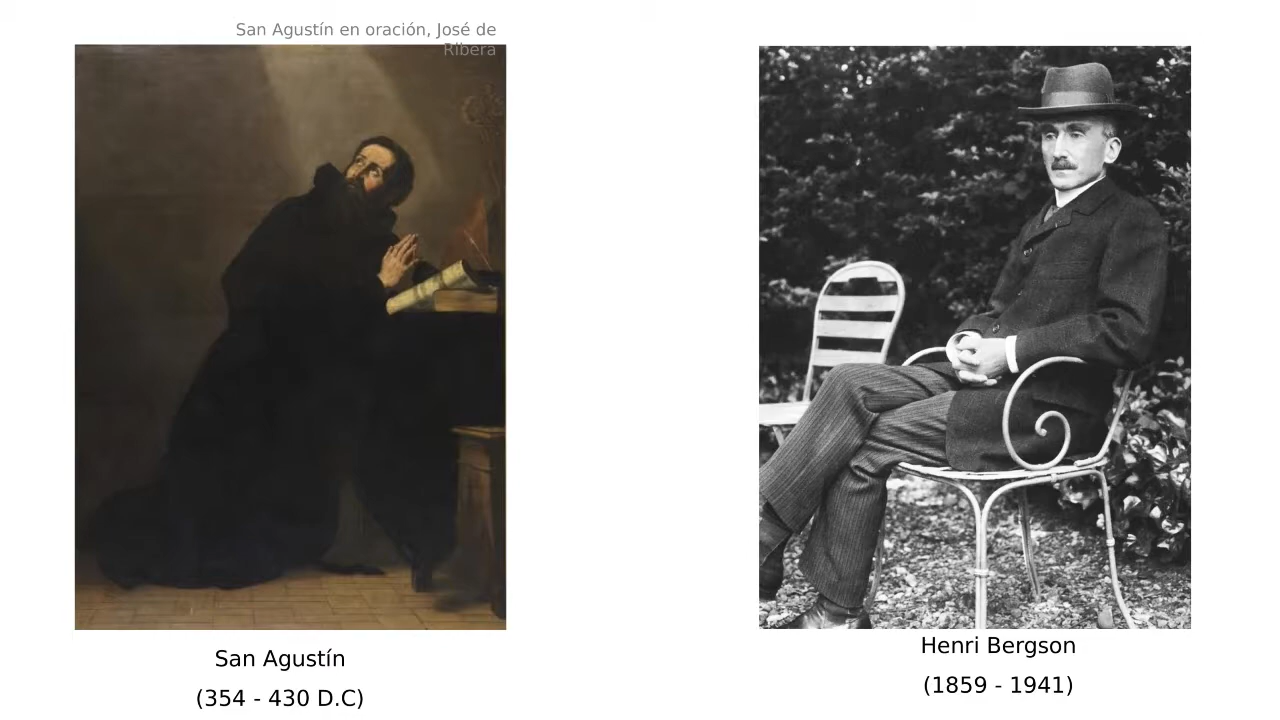 San Agustín en oración, José de
Ribera
San Agustín
(354 - 430 D.C)
Henri Bergson
(1859 - 1941)